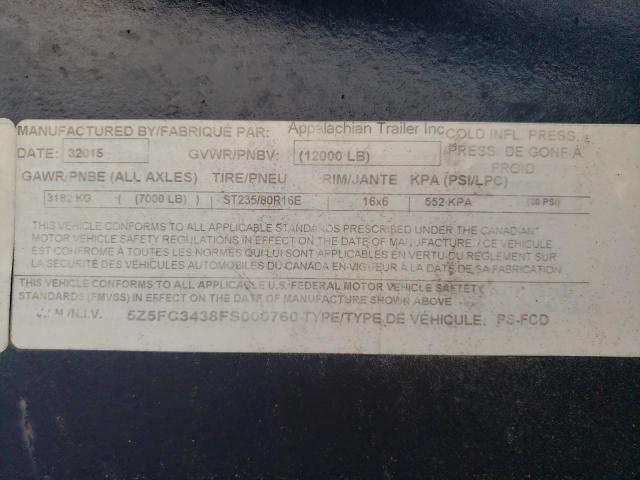 MANUFACTURED BY/FABRIQUÉ PAR: Appalachian Trailer Inc COLD INFL. PRESS.
DATE: 32015 GVWR/PNBV: (12000 LB) PRESS. DE GONF A
FROID
GAWR/PNBE (ALL AXLES) TIRE/PNEU RIM/JANTE KPA (PSI/LPC)
3182 KG ( (7000 LB) ) ST235/80R16E 16x6 552 KPA (80 PSI)
THIS VEHICLE CONFORMS TO ALL APPLICABLE STANDARDS PRESCRIBED UNDER THE CANADIAN
MOTOR VEHICLE SAFETY REGULATIONS IN EFFECT ON THE DATE OF MANUFACTURE / CE VÉHICULE
EST CONFROME À TOUTES LES NORMES QUI LUI SONT APPLICABLES EN VERTU DU RÈGLEMENT SUR
LA SÉCURITÉ DES VÉHICULES AUTOMOBILES DU CANADA EN VIGUEUR À LA DATE DE SA FABRICATION
THIS VEHICLE CONFORMS TO ALL APPLICABLE U.S. FEDERAL MOTOR VEHICLE SAFETY
STANDARDS (FMVSS) IN EFFECT ON THE DATE OF MANUFACTURE SHOWN ABOVE
V.I.N./N.I.V. 5Z5FC3438FS000760 TYPE/TYPE DE VÉHICULE: PS-FCD